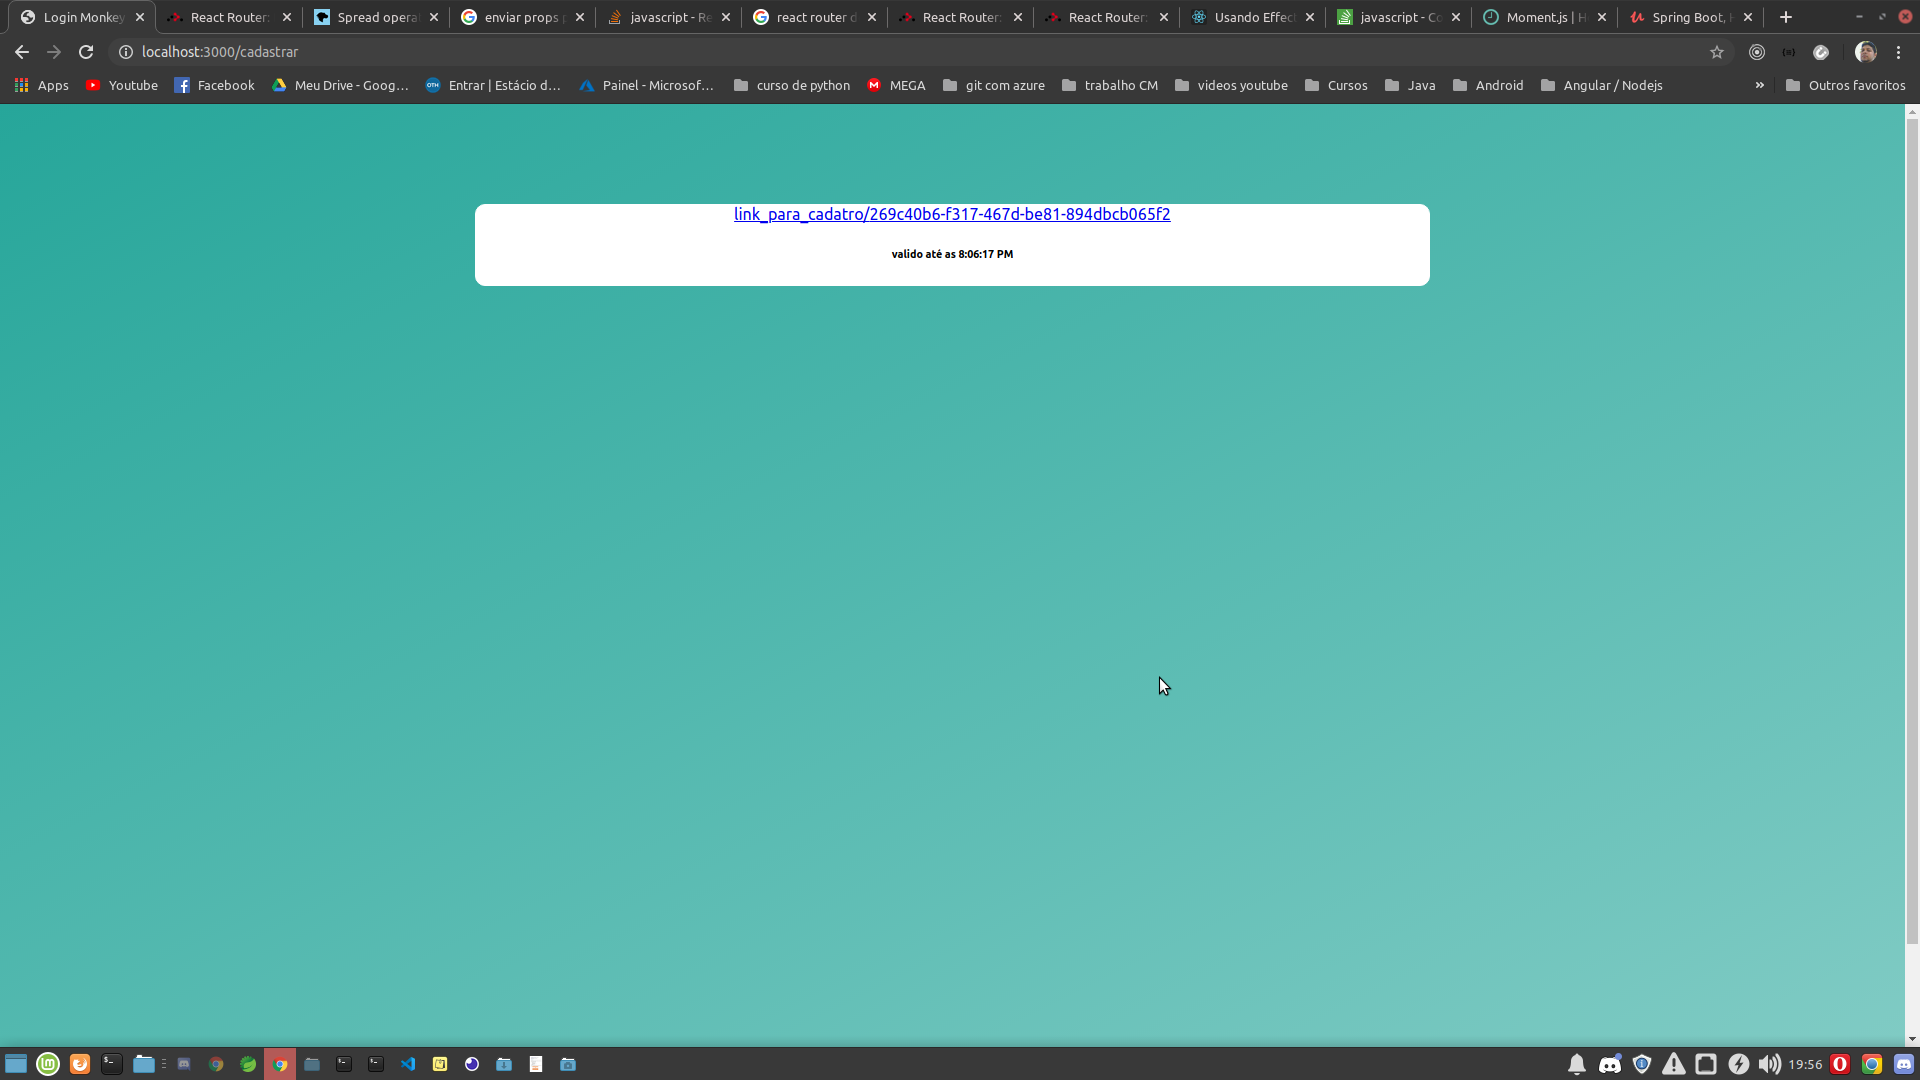 Login Monkey
React Router:
Spread opera
enviar props p
javascript - Re
react router d
React Router:
React Router:
Usando Effec
javascript - Co
Moment.js | H
Spring Boot,
localhost:3000/cadastrar
Apps
Youtube
Facebook
Meu Drive - Goog...
Entrar | Estácio d...
Painel - Microsof...
curso de python
MEGA
git com azure
trabalho CM
videos youtube
Cursos
Java
Android
Angular / Nodejs
»
Outros favoritos
link_para_cadatro/269c40b6-f317-467d-be81-894dbcb065f2
valido até as 8:06:17 PM
19:56